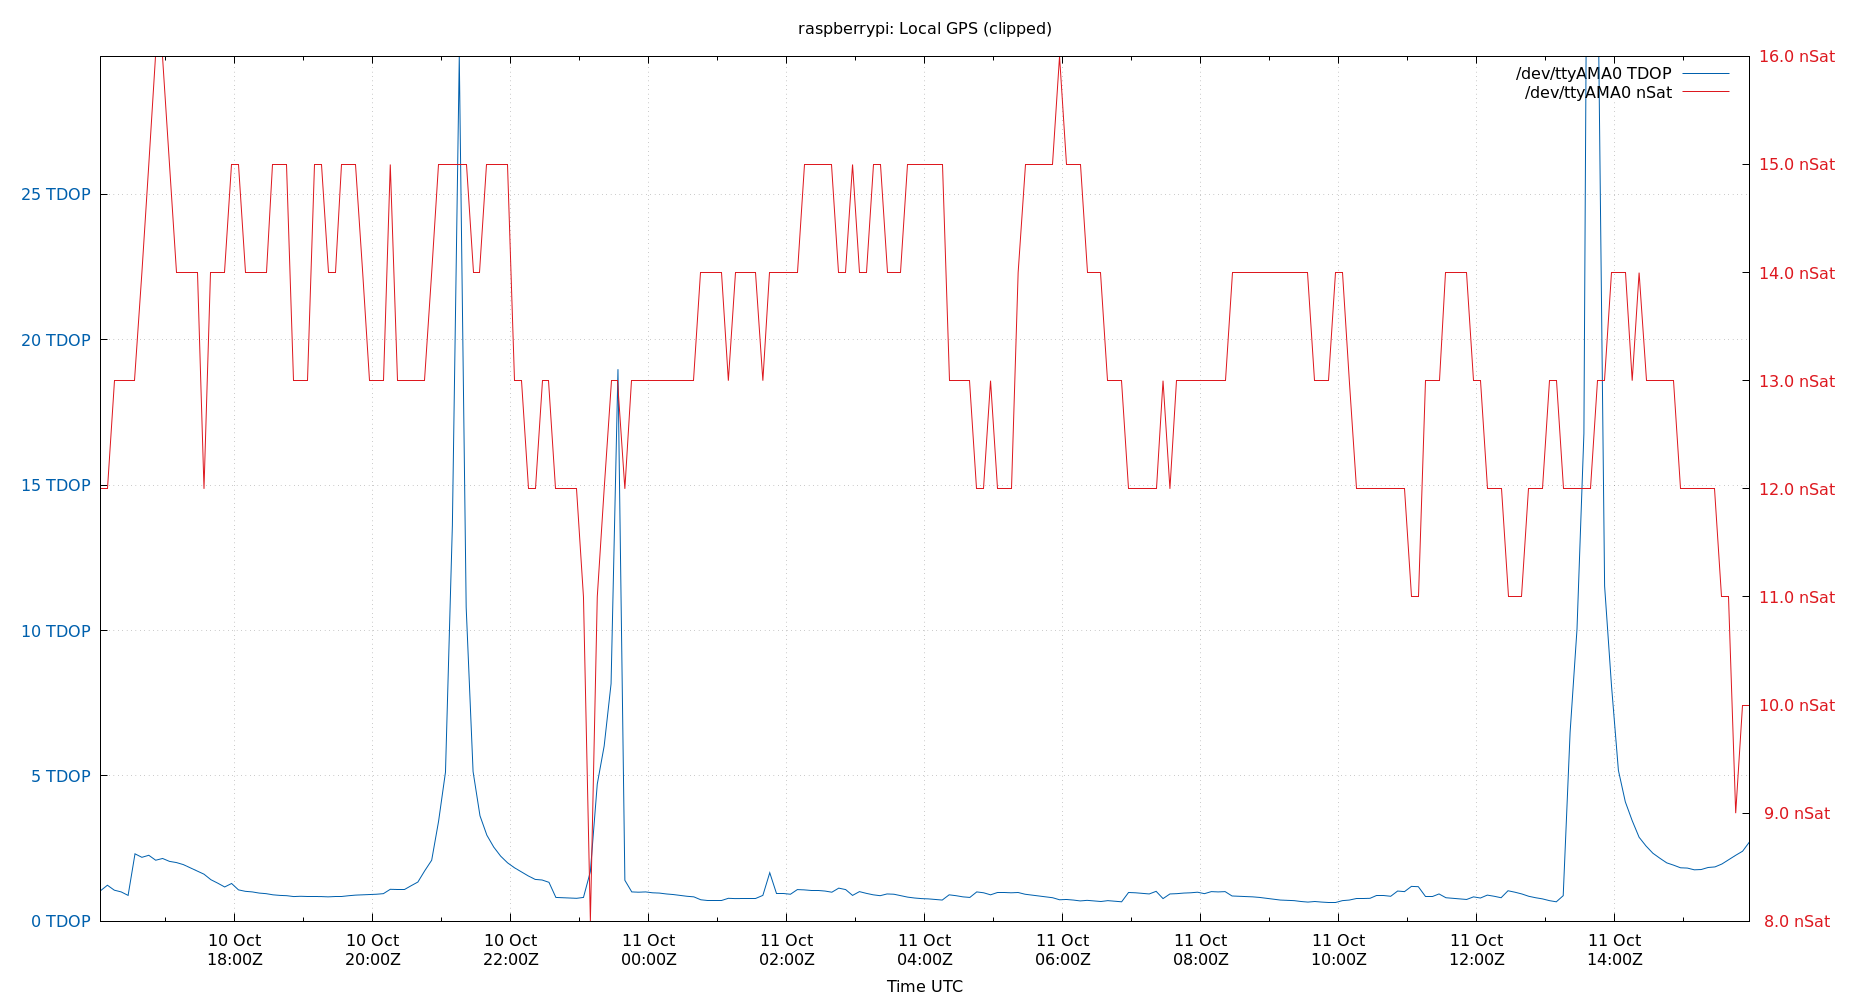 raspberrypi: Local GPS (clipped)
/dev/ttyAMA0 TDOP
/dev/ttyAMA0 nSat
25 TDOP
20 TDOP
15 TDOP
10 TDOP
5 TDOP
0 TDOP
16.0 nSat
15.0 nSat
14.0 nSat
13.0 nSat
12.0 nSat
11.0 nSat
10.0 nSat
9.0 nSat
8.0 nSat
10 Oct
18:00Z
10 Oct
20:00Z
10 Oct
22:00Z
11 Oct
00:00Z
11 Oct
02:00Z
11 Oct
04:00Z
11 Oct
06:00Z
11 Oct
08:00Z
11 Oct
10:00Z
11 Oct
12:00Z
11 Oct
14:00Z
Time UTC